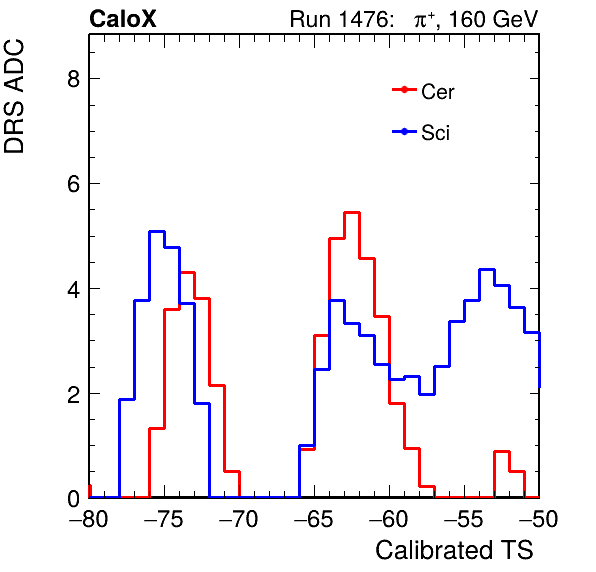 CaloX Run 1476: π⁺, 160 GeV
DRS ADC
Cer
Sci
8
6
4
2
0
−80 −75 −70 −65 −60 −55 −50
Calibrated TS